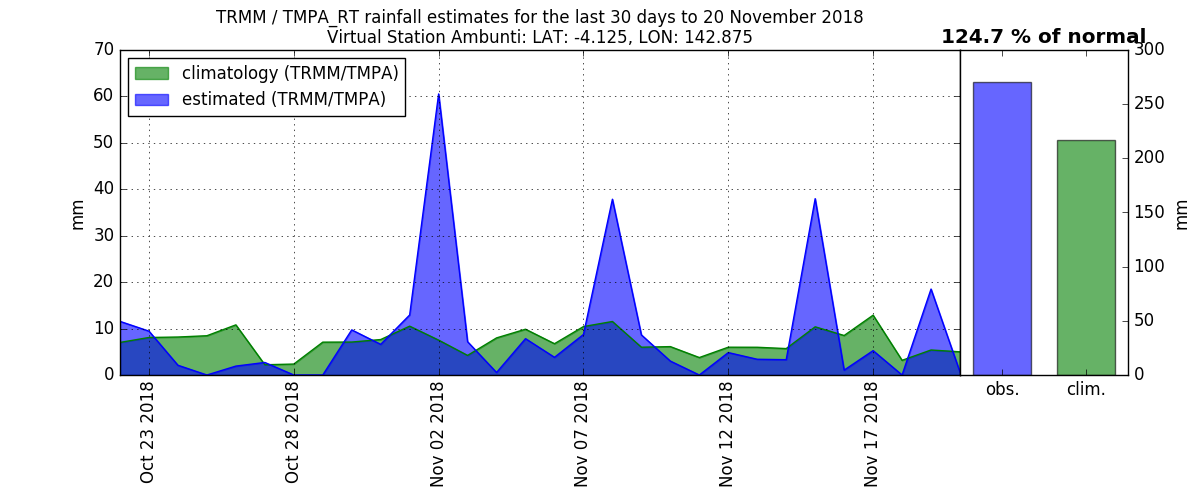 TRMM / TMPA_RT rainfall estimates for the last 30 days to 20 November 2018
Virtual Station Ambunti: LAT: -4.125, LON: 142.875
124.7 % of normal
climatology (TRMM/TMPA)
estimated (TRMM/TMPA)
70
60
50
40
30
20
10
0
mm
Oct 23 2018
Oct 28 2018
Nov 02 2018
Nov 07 2018
Nov 12 2018
Nov 17 2018
300
250
200
150
100
50
0
mm
obs.
clim.